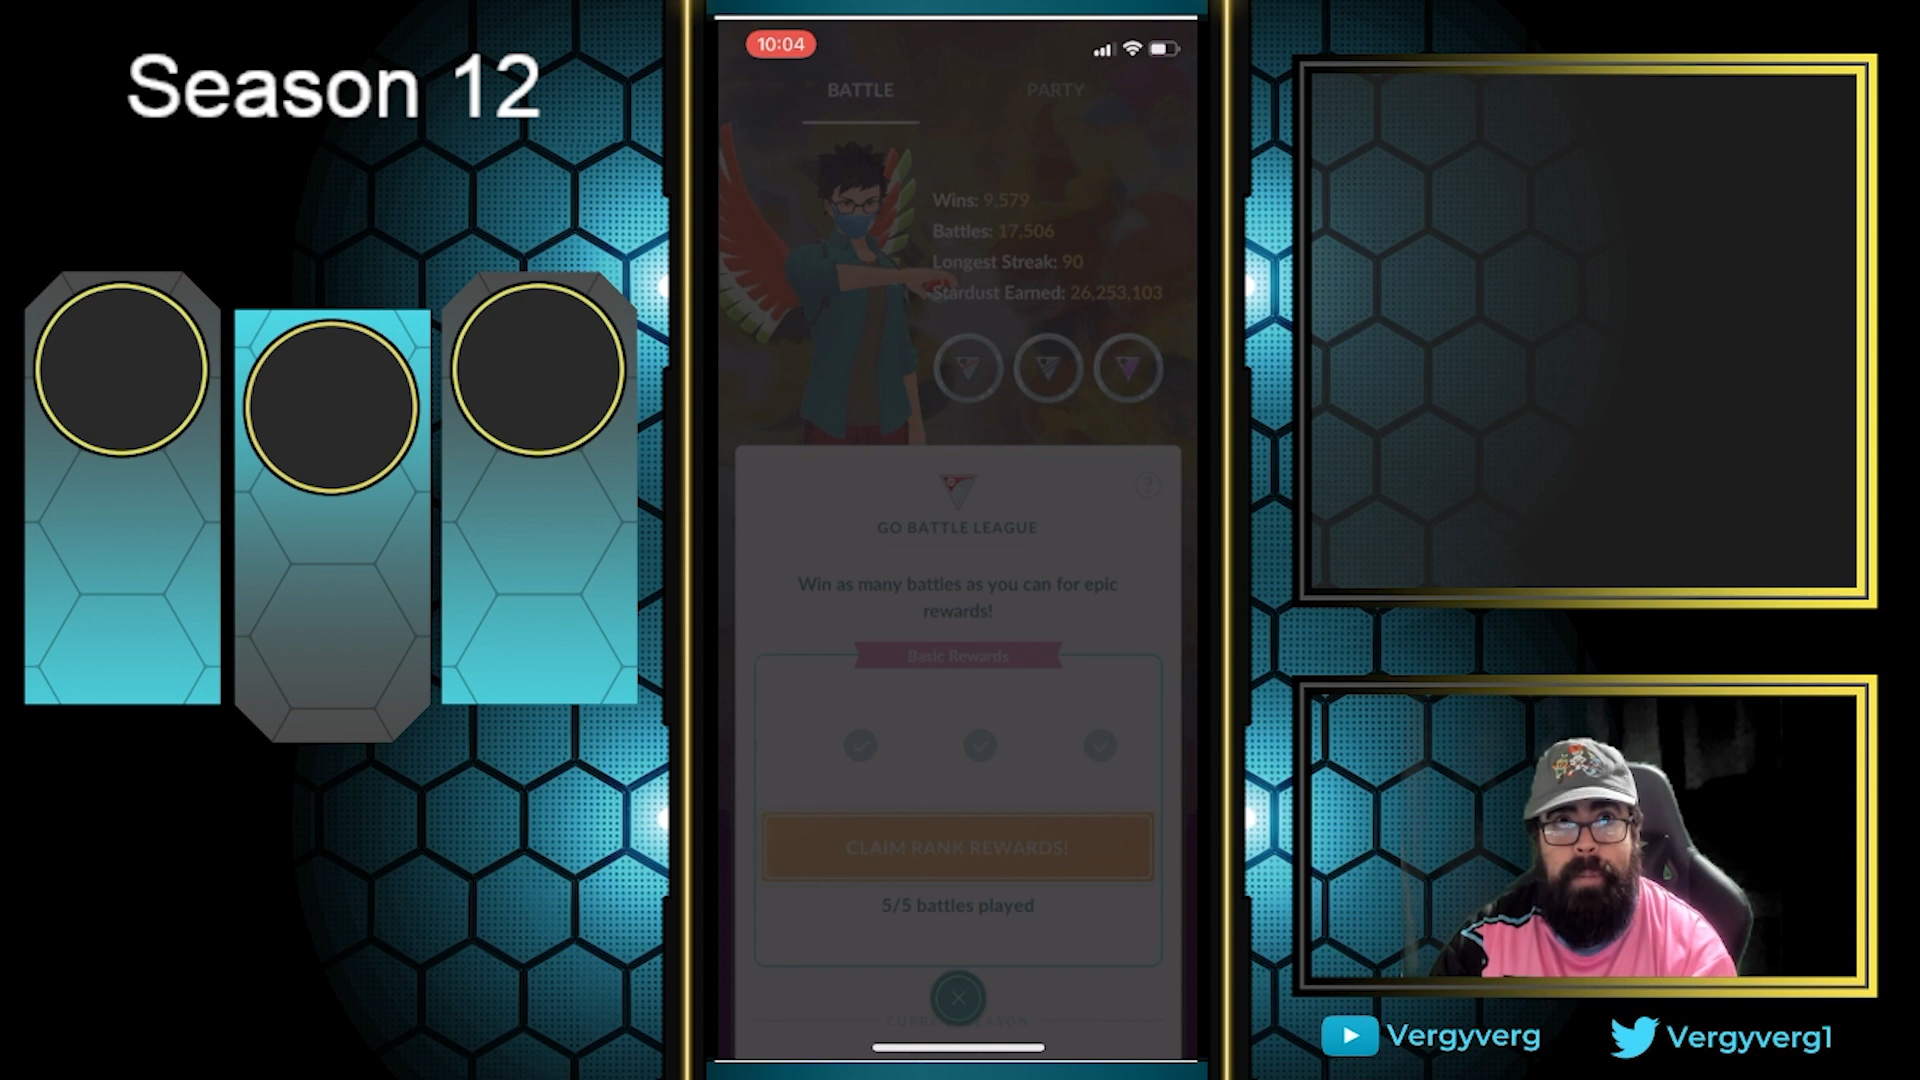 Season 12
10:04
BATTLE
PARTY
Wins: 9,579
Battles: 17,506
Longest Streak: 90
Stardust Earned: 26,253,103
GO BATTLE LEAGUE
Win as many battles as you can for epic
rewards!
Basic Rewards
CLAIM RANK REWARDS!
5/5 battles played
CURRENT SEASON
Vergyverg
Vergyverg1